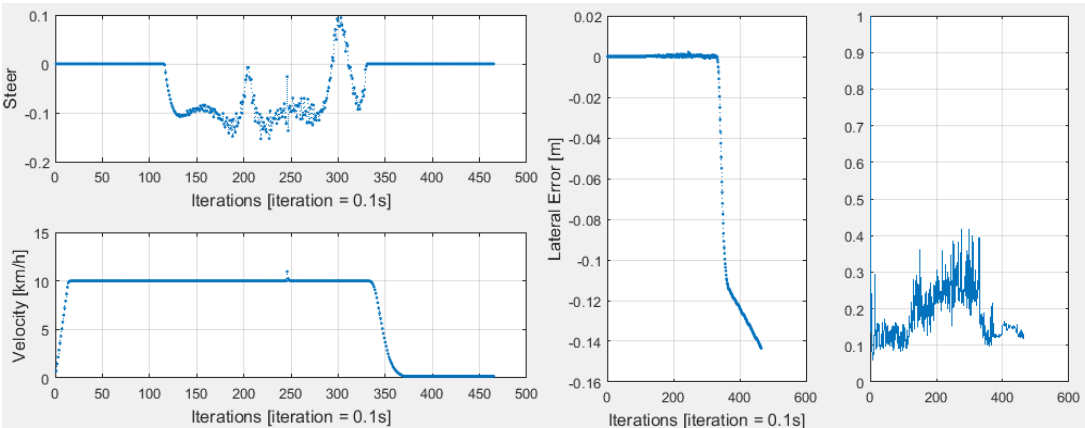 0.1
0
-0.1
-0.2
Steer
0 50 100 150 200 250 300 350 400 450 500
Iterations [iteration = 0.1s]
15
10
5
0
Velocity [km/h]
0 50 100 150 200 250 300 350 400 450 500
Iterations [iteration = 0.1s]
0.02
0
-0.02
-0.04
-0.06
-0.08
-0.1
-0.12
-0.14
-0.16
Lateral Error [m]
0 200 400 600
Iterations [iteration = 0.1s]
1
0.9
0.8
0.7
0.6
0.5
0.4
0.3
0.2
0.1
0
0 200 400 600